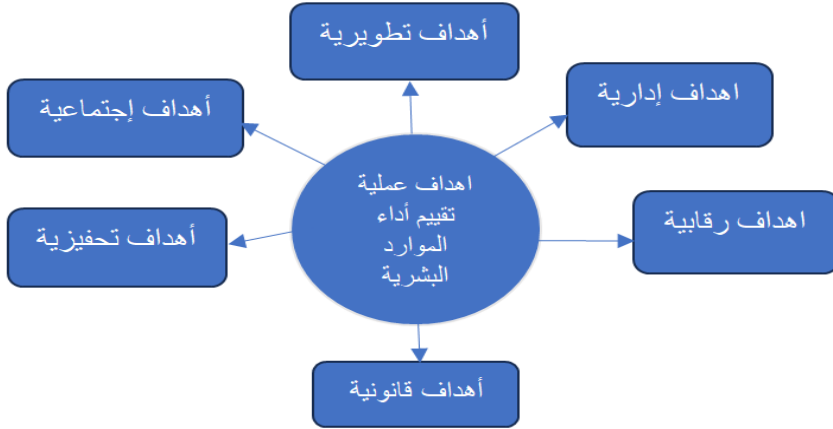 أهداف تطويرية
اهداف إدارية
أهداف إجتماعية
اهداف عملية
تقييم أداء
الموارد
البشرية
اهداف رقابية
أهداف تحفيزية
أهداف قانونية